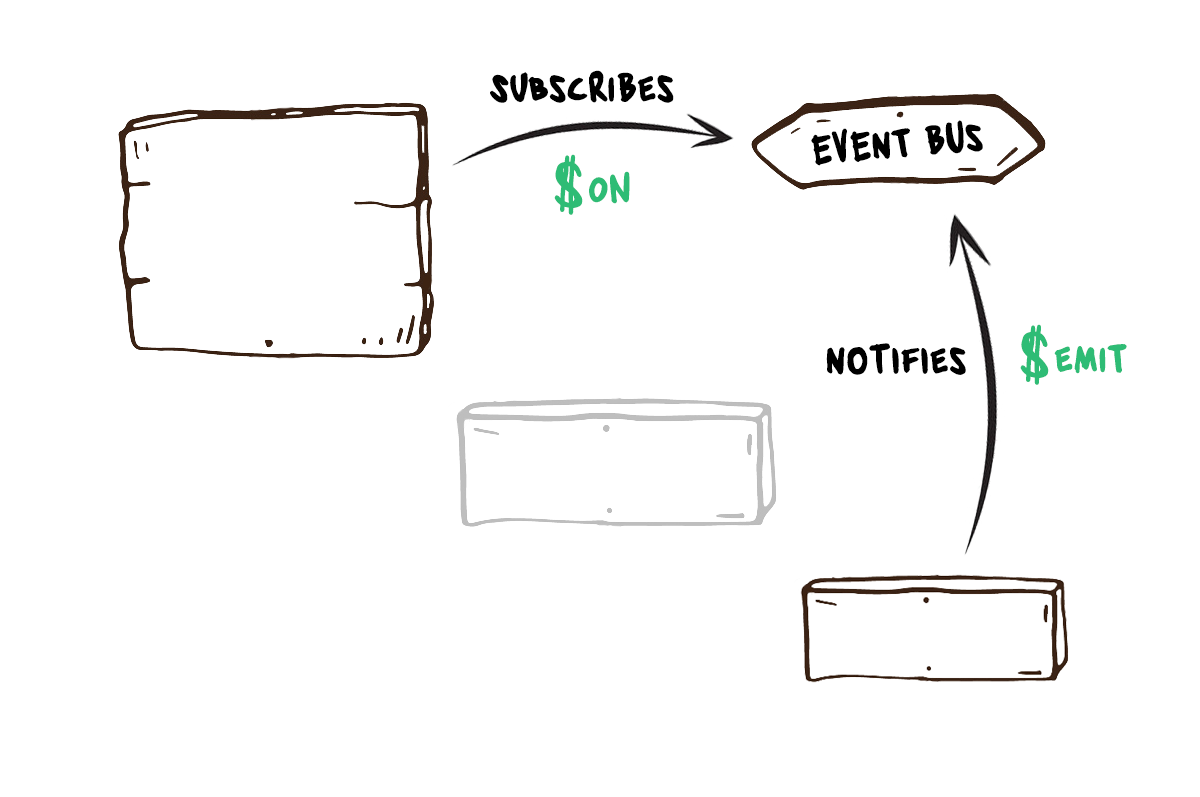 SUBSCRIBES
$ON
EVENT BUS
NOTIFIES
$EMIT